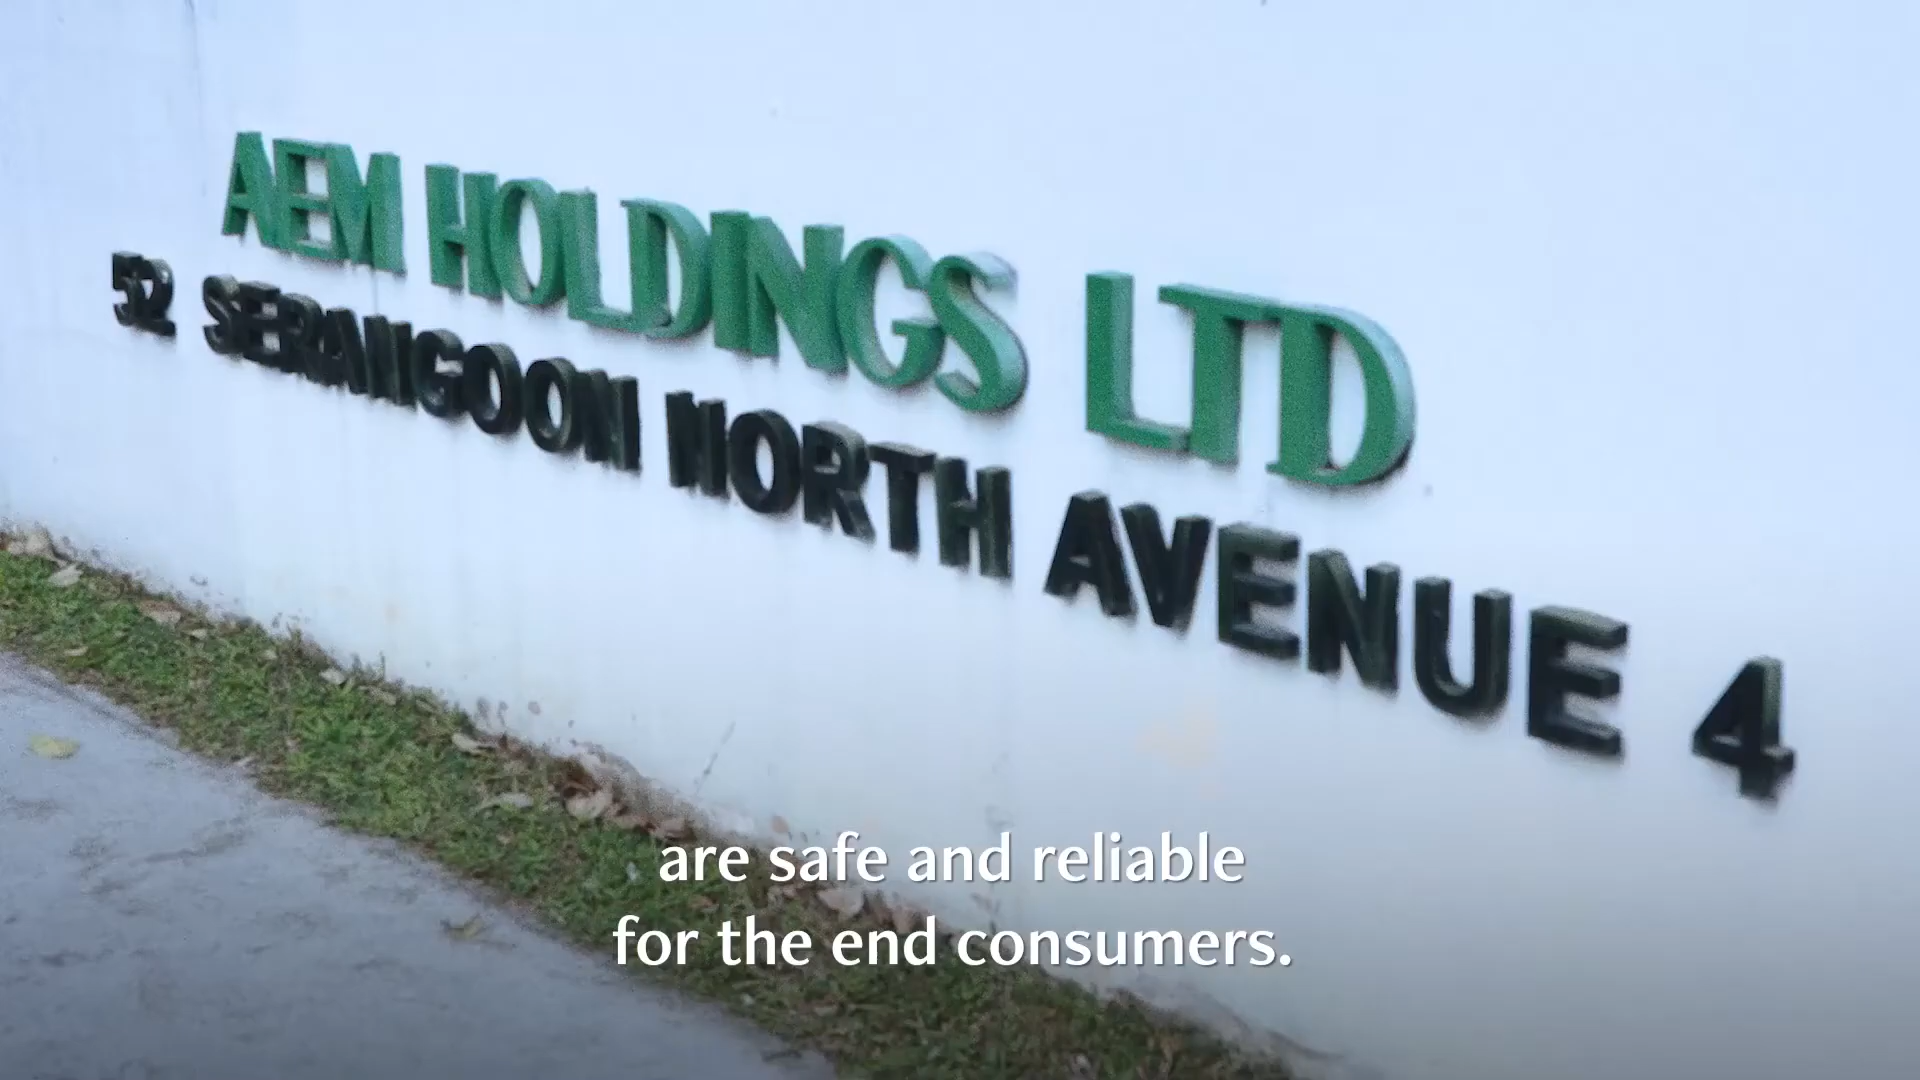 AEM HOLDINGS LTD
52 SERANGOON NORTH AVENUE 4
are safe and reliable
for the end consumers.